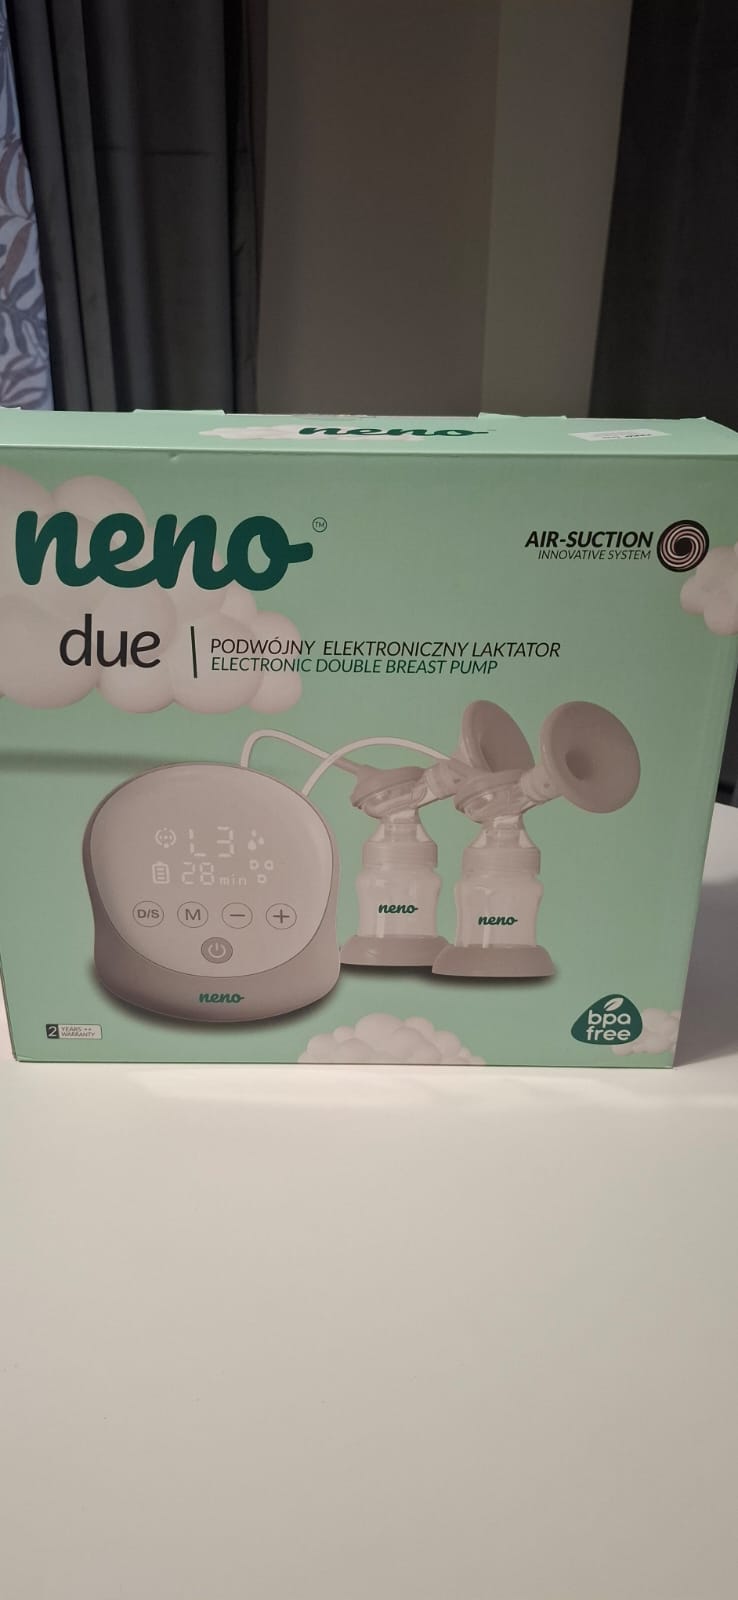 neno
neno™
AIR-SUCTION
INNOVATIVE SYSTEM
due
PODWÓJNY ELEKTRONICZNY LAKTATOR
ELECTRONIC DOUBLE BREAST PUMP
L3
28 min
D/S M − +
neno
neno
neno
2 YEARS
WARRANTY
bpa
free